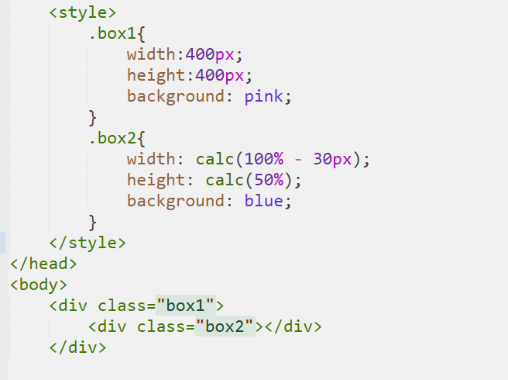 <style>
.box1{
width:400px;
height:400px;
background: pink;
}
.box2{
width: calc(100% - 30px);
height: calc(50%);
background: blue;
}
</style>
</head>
<body>
<div class="box1">
<div class="box2"></div>
</div>